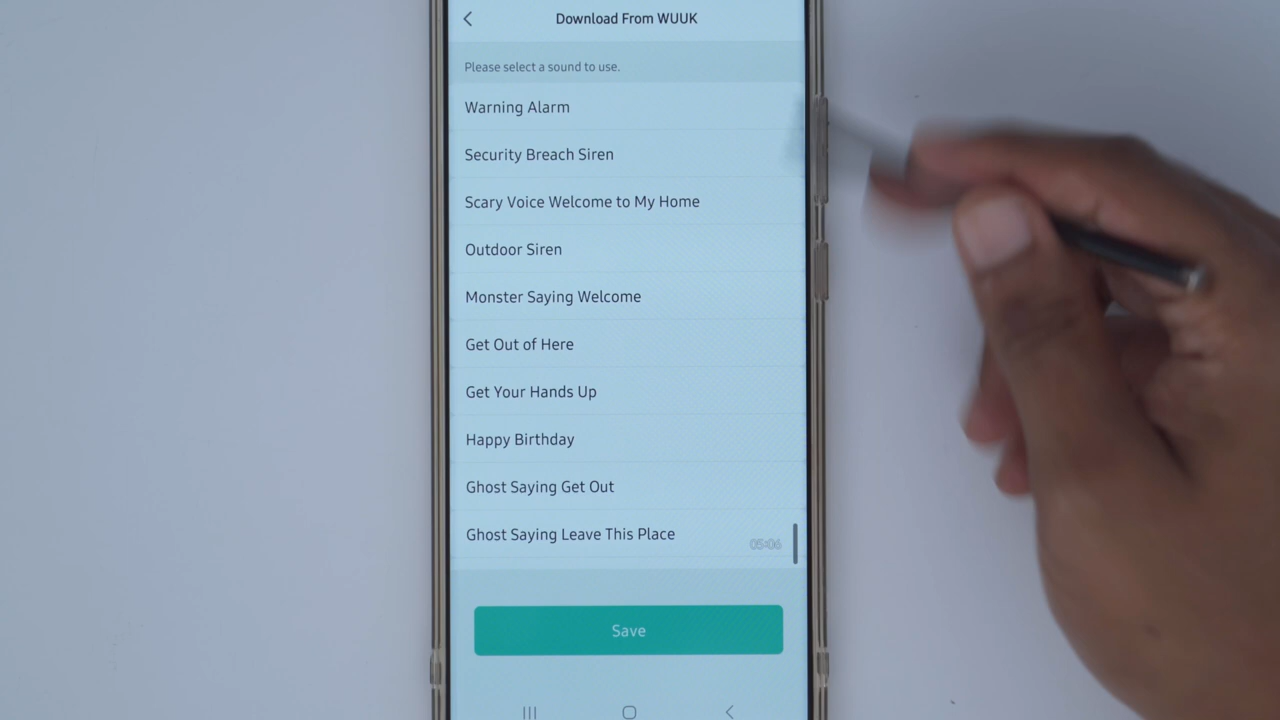 Download From WUUK
Please select a sound to use.
Warning Alarm
Security Breach Siren
Scary Voice Welcome to My Home
Outdoor Siren
Monster Saying Welcome
Get Out of Here
Get Your Hands Up
Happy Birthday
Ghost Saying Get Out
Ghost Saying Leave This Place
05:06
Save